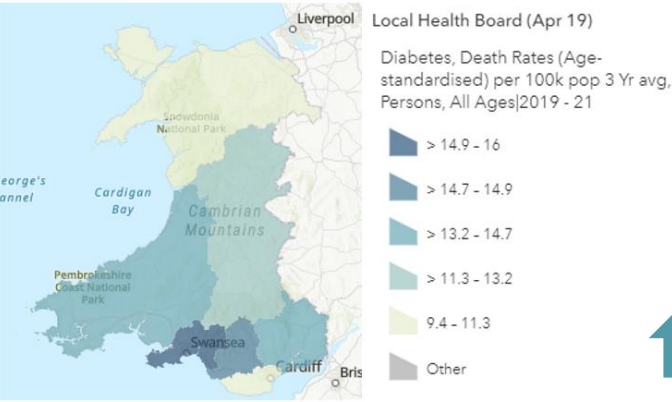 Liverpool
Snowdonia
National Park
eorge's
annel
Cardigan
Bay
Cambrian
Mountains
Pembrokeshire
Coast National
Park
Swansea
Cardiff
Bris
Local Health Board (Apr 19)
Diabetes, Death Rates (Age-
standardised) per 100k pop 3 Yr avg,
Persons, All Ages|2019 - 21
> 14.9 - 16
> 14.7 - 14.9
> 13.2 - 14.7
> 11.3 - 13.2
9.4 - 11.3
Other